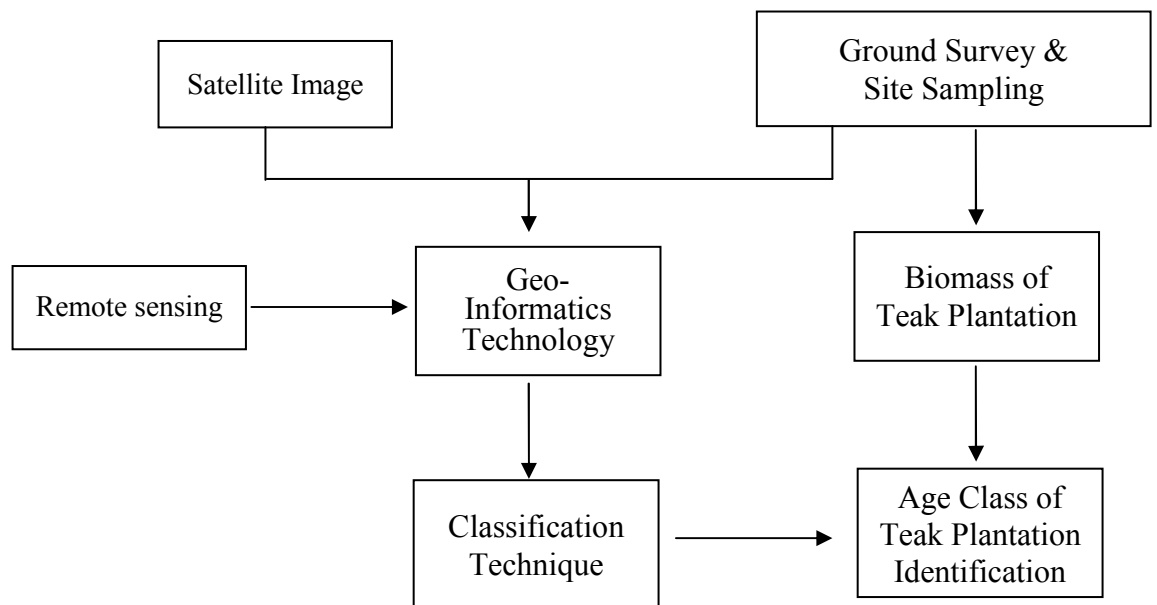 Satellite Image
Ground Survey &
Site Sampling
Remote sensing
Geo-
Informatics
Technology
Biomass of
Teak Plantation
Classification
Technique
Age Class of
Teak Plantation
Identification